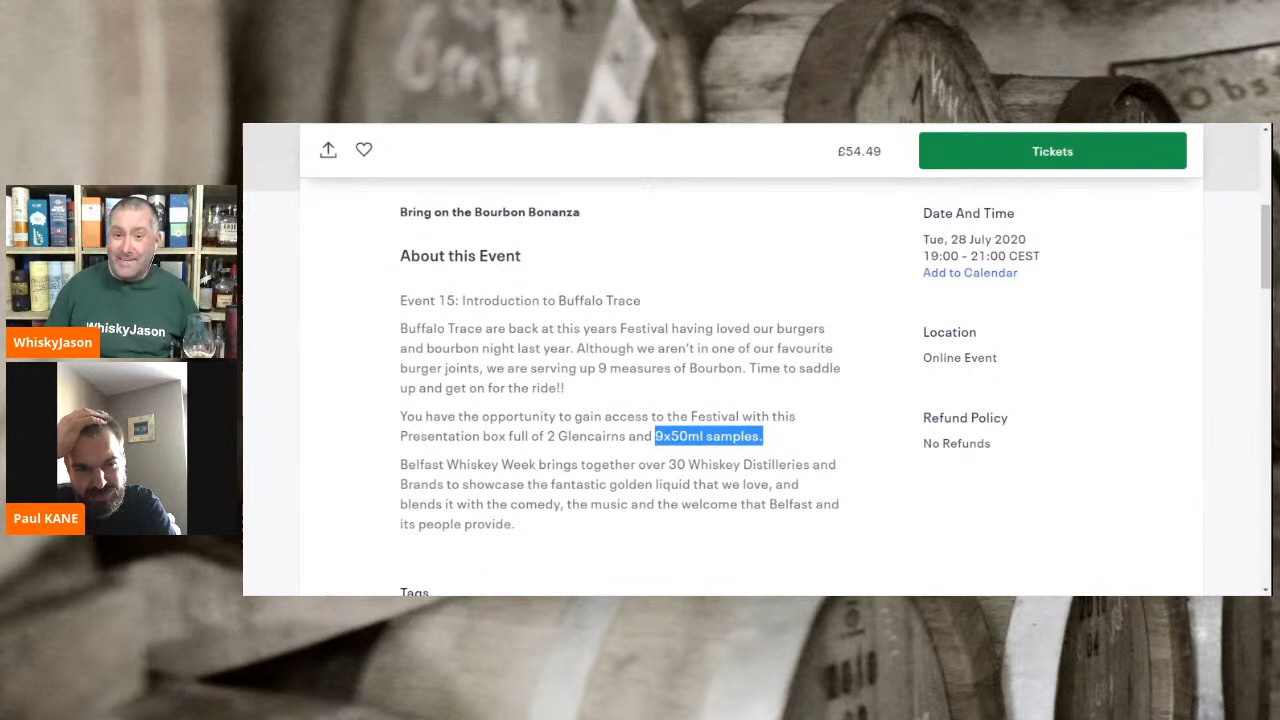 £54.49
Tickets
Bring on the Bourbon Bonanza
About this Event
Event 15: Introduction to Buffalo Trace
Buffalo Trace are back at this years Festival having loved our burgers
and bourbon night last year. Although we aren't in one of our favourite
burger joints, we are serving up 9 measures of Bourbon. Time to saddle
up and get on for the ride!!
You have the opportunity to gain access to the Festival with this
Presentation box full of 2 Glencairns and 9x50ml samples.
Belfast Whiskey Week brings together over 30 Whiskey Distilleries and
Brands to showcase the fantastic golden liquid that we love, and
blends it with the comedy, the music and the welcome that Belfast and
its people provide.
Tags
Date And Time
Tue, 28 July 2020
19:00 – 21:00 CEST
Add to Calendar
Location
Online Event
Refund Policy
No Refunds
WhiskyJason
WhiskyJason
Paul KANE